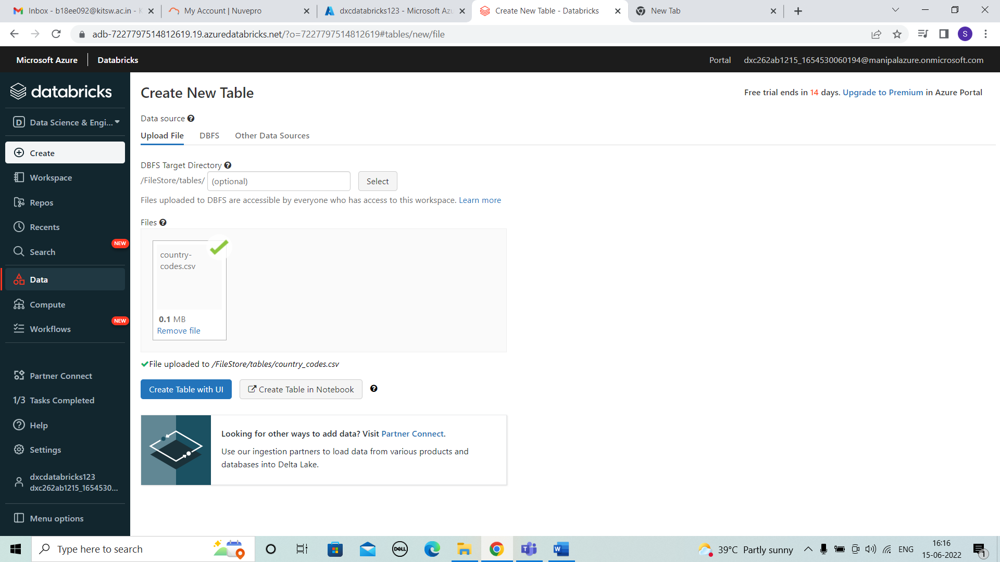 Inbox - b18ee092@kitsw.ac.in -
My Account | Nuvepro
dxcdatabricks123 - Microsoft Azu
Create New Table - Databricks
New Tab
adb-7227797514812619.19.azuredatabricks.net/?o=7227797514812619#tables/new/file
S
Microsoft Azure
Databricks
Portal
dxc262ab1215_1654530060194@manipalazure.onmicrosoft.com
databricks
D Data Science & Engi...
Create
Workspace
Repos
Recents
NEW
Search
Data
Compute
NEW
Workflows
Partner Connect
1/3 Tasks Completed
Help
Settings
dxcdatabricks123
dxc262ab1215_1654530...
Menu options
Create New Table
Free trial ends in 14 days. Upgrade to Premium in Azure Portal
Data source
Upload File
DBFS
Other Data Sources
DBFS Target Directory
/FileStore/tables/
(optional)
Select
Files uploaded to DBFS are accessible by everyone who has access to this workspace. Learn more
Files
country-
codes.csv
0.1 MB
Remove file
File uploaded to /FileStore/tables/country_codes.csv
Create Table with UI
Create Table in Notebook
Looking for other ways to add data? Visit Partner Connect.
Use our ingestion partners to load data from various products and
databases into Delta Lake.
Type here to search
DELL
W
39°C Partly sunny
ENG
16:16
15-06-2022
1